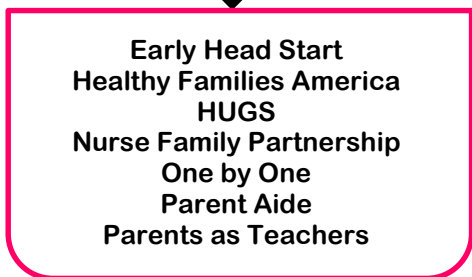 Early Head Start
Healthy Families America
HUGS
Nurse Family Partnership
One by One
Parent Aide
Parents as Teachers